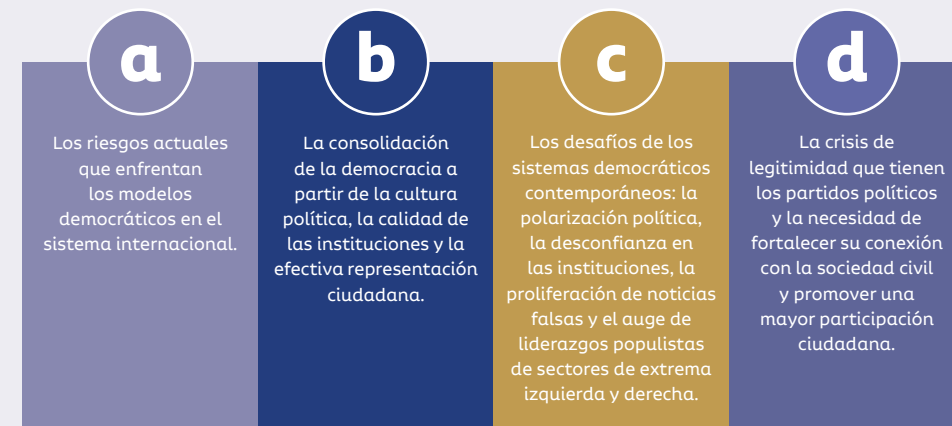 a
Los riesgos actuales
que enfrentan
los modelos
democráticos en el
sistema internacional.
b
La consolidación
de la democracia a
partir de la cultura
política, la calidad de
las instituciones y la
efectiva representación
ciudadana.
c
Los desafíos de los
sistemas democráticos
contemporáneos: la
polarización política,
la desconfianza en
las instituciones, la
proliferación de noticias
falsas y el auge de
liderazgos populistas
de sectores de extrema
izquierda y derecha.
d
La crisis de
legitimidad que tienen
los partidos políticos
y la necesidad de
fortalecer su conexión
con la sociedad civil
y promover una
mayor participación
ciudadana.